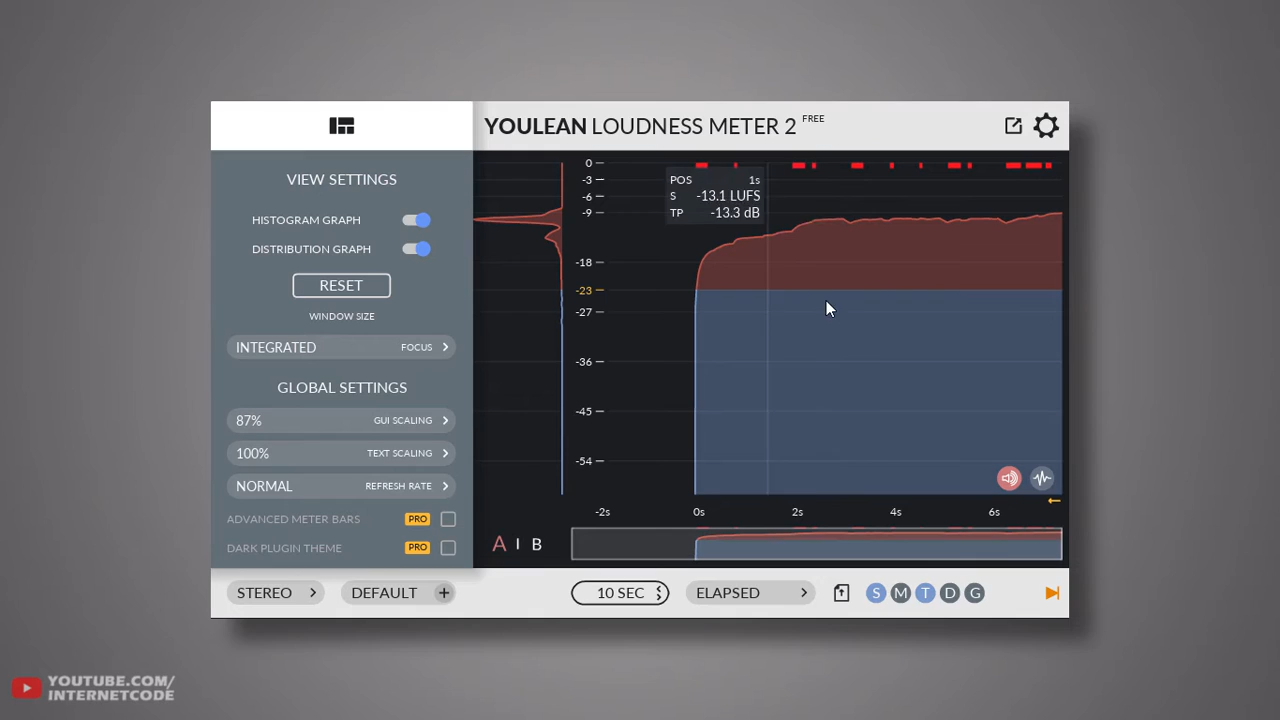 YOULEAN LOUDNESS METER 2 FREE
VIEW SETTINGS
HISTOGRAM GRAPH
DISTRIBUTION GRAPH
RESET
WINDOW SIZE
INTEGRATED FOCUS
GLOBAL SETTINGS
87% GUI SCALING
100% TEXT SCALING
NORMAL REFRESH RATE
ADVANCED METER BARS PRO
DARK PLUGIN THEME PRO
0
-3
-6
-9
-18
-23
-27
-36
-45
-54
POS 1s
S -13.1 LUFS
TP -13.3 dB
-2s 0s 2s 4s 6s
A I B
STEREO DEFAULT + 10 SEC ELAPSED S M T D G
YOUTUBE.COM/
INTERNETCODE